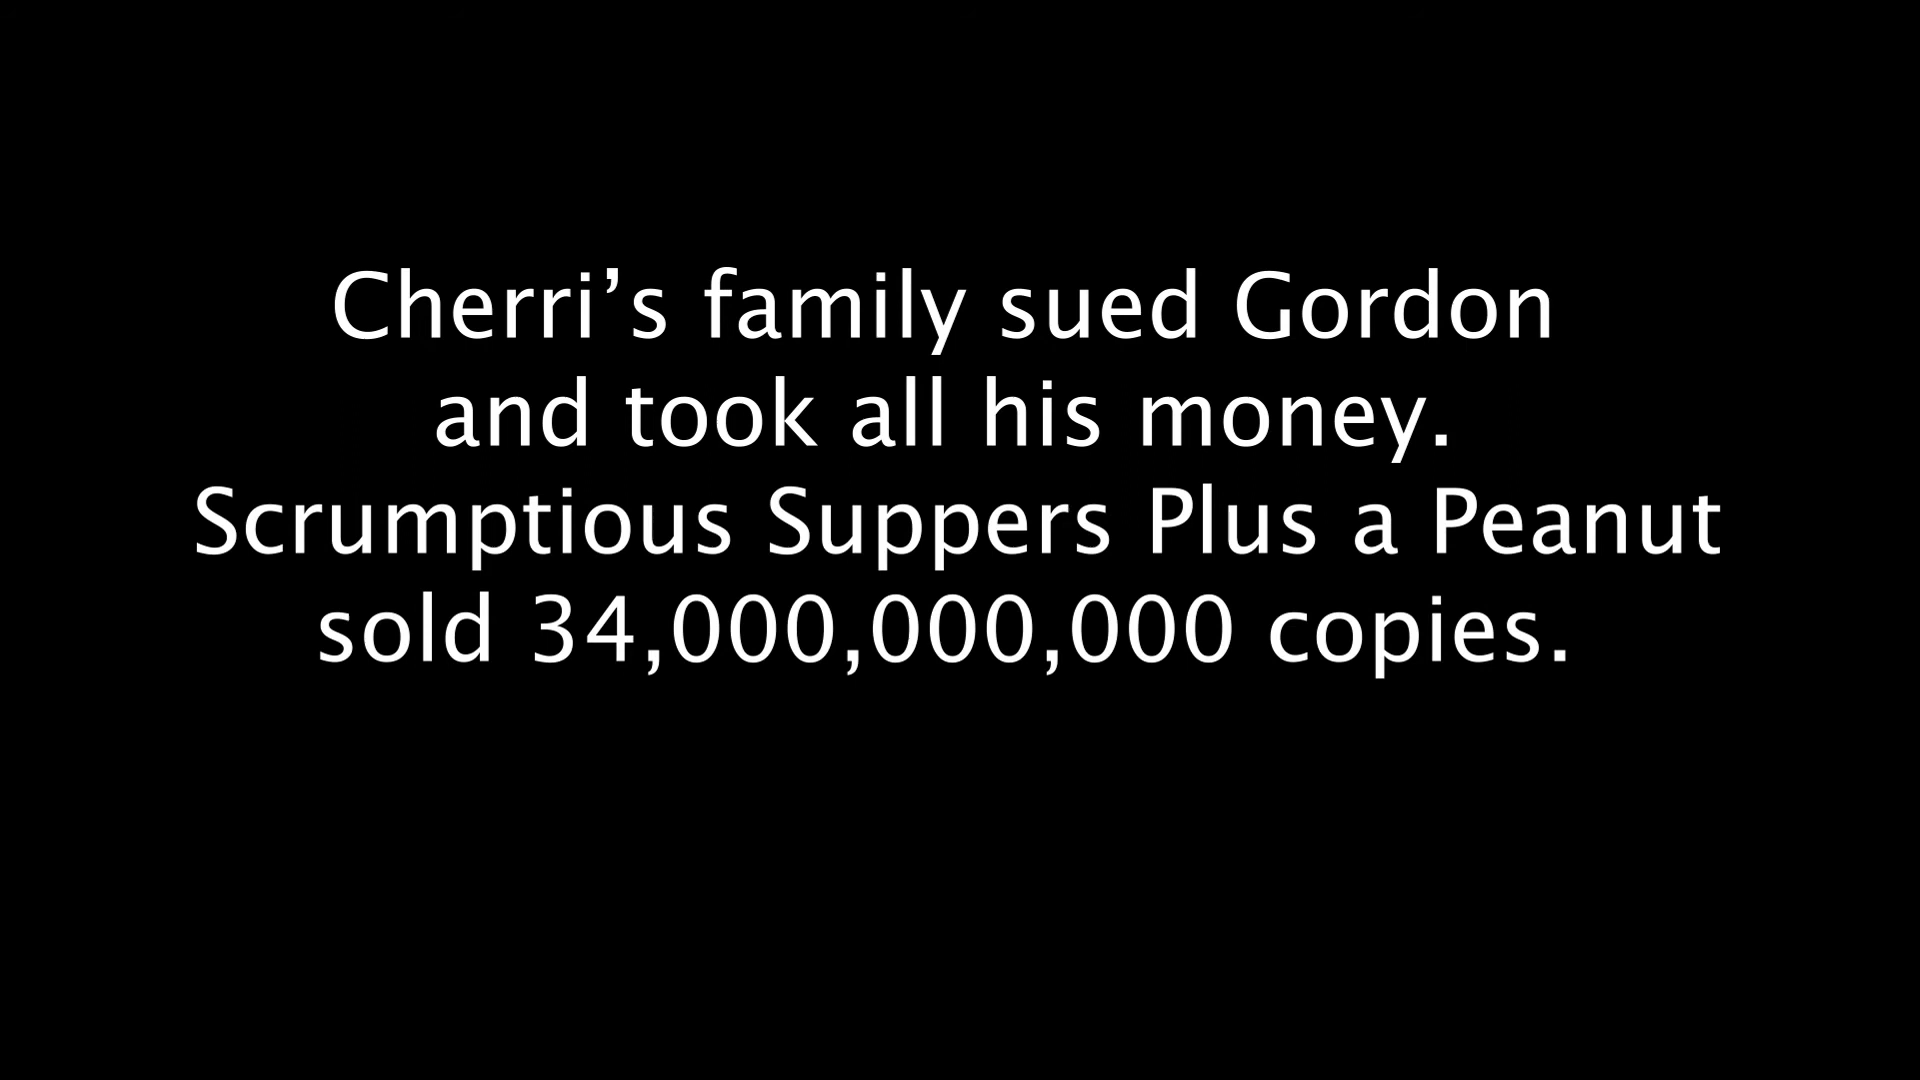 Cherri’s family sued Gordon
and took all his money.
Scrumptious Suppers Plus a Peanut
sold 34,000,000,000 copies.